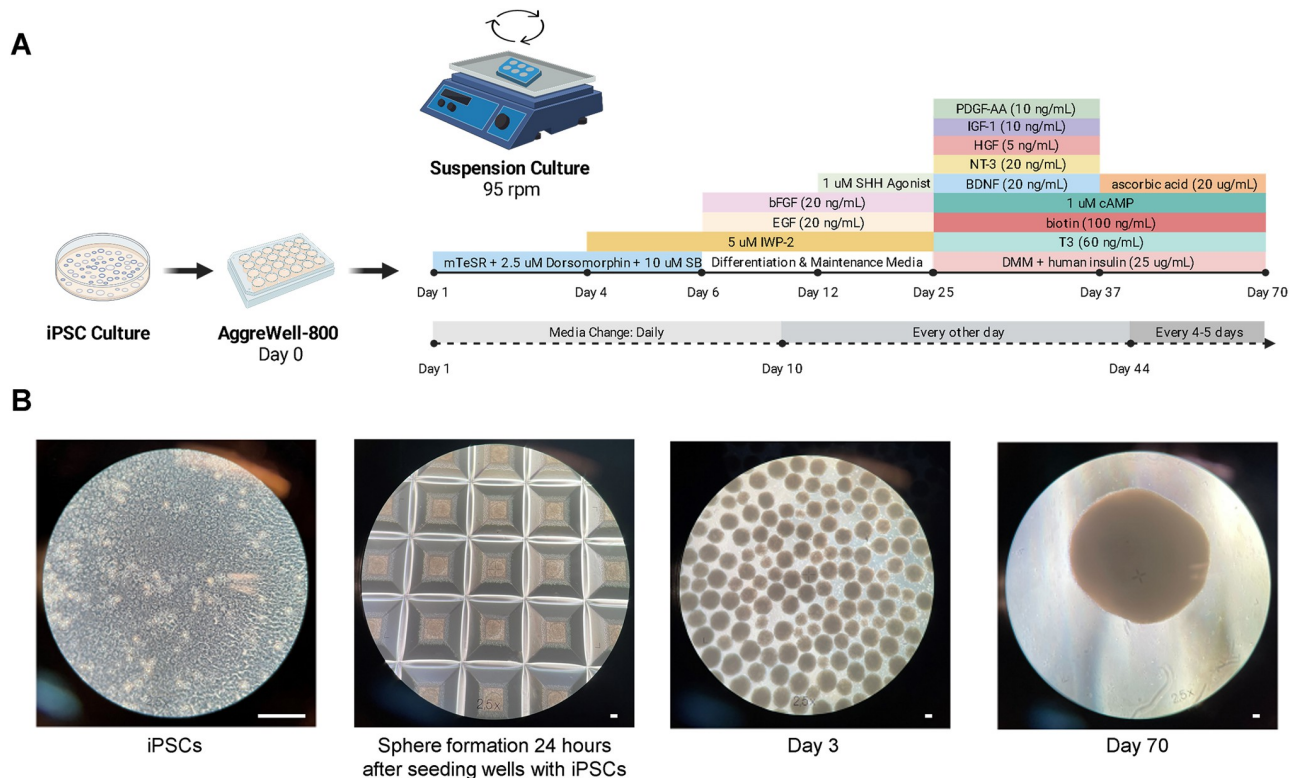 A
Suspension Culture
95 rpm
iPSC Culture
AggreWell-800
Day 0
PDGF-AA (10 ng/mL)
IGF-1 (10 ng/mL)
HGF (5 ng/mL)
NT-3 (20 ng/mL)
1 uM SHH Agonist
BDNF (20 ng/mL)
ascorbic acid (20 ug/mL)
bFGF (20 ng/mL)
1 uM cAMP
EGF (20 ng/mL)
biotin (100 ng/mL)
5 uM IWP-2
T3 (60 ng/mL)
mTeSR + 2.5 uM Dorsomorphin + 10 uM SB
Differentiation & Maintenance Media
DMM + human insulin (25 ug/mL)
Day 1
Day 4
Day 6
Day 12
Day 25
Day 37
Day 70
Media Change: Daily
Every other day
Every 4-5 days
Day 1
Day 10
Day 44
B
2.5x
2.5x
2.5x
iPSCs
Sphere formation 24 hours
after seeding wells with iPSCs
Day 3
Day 70